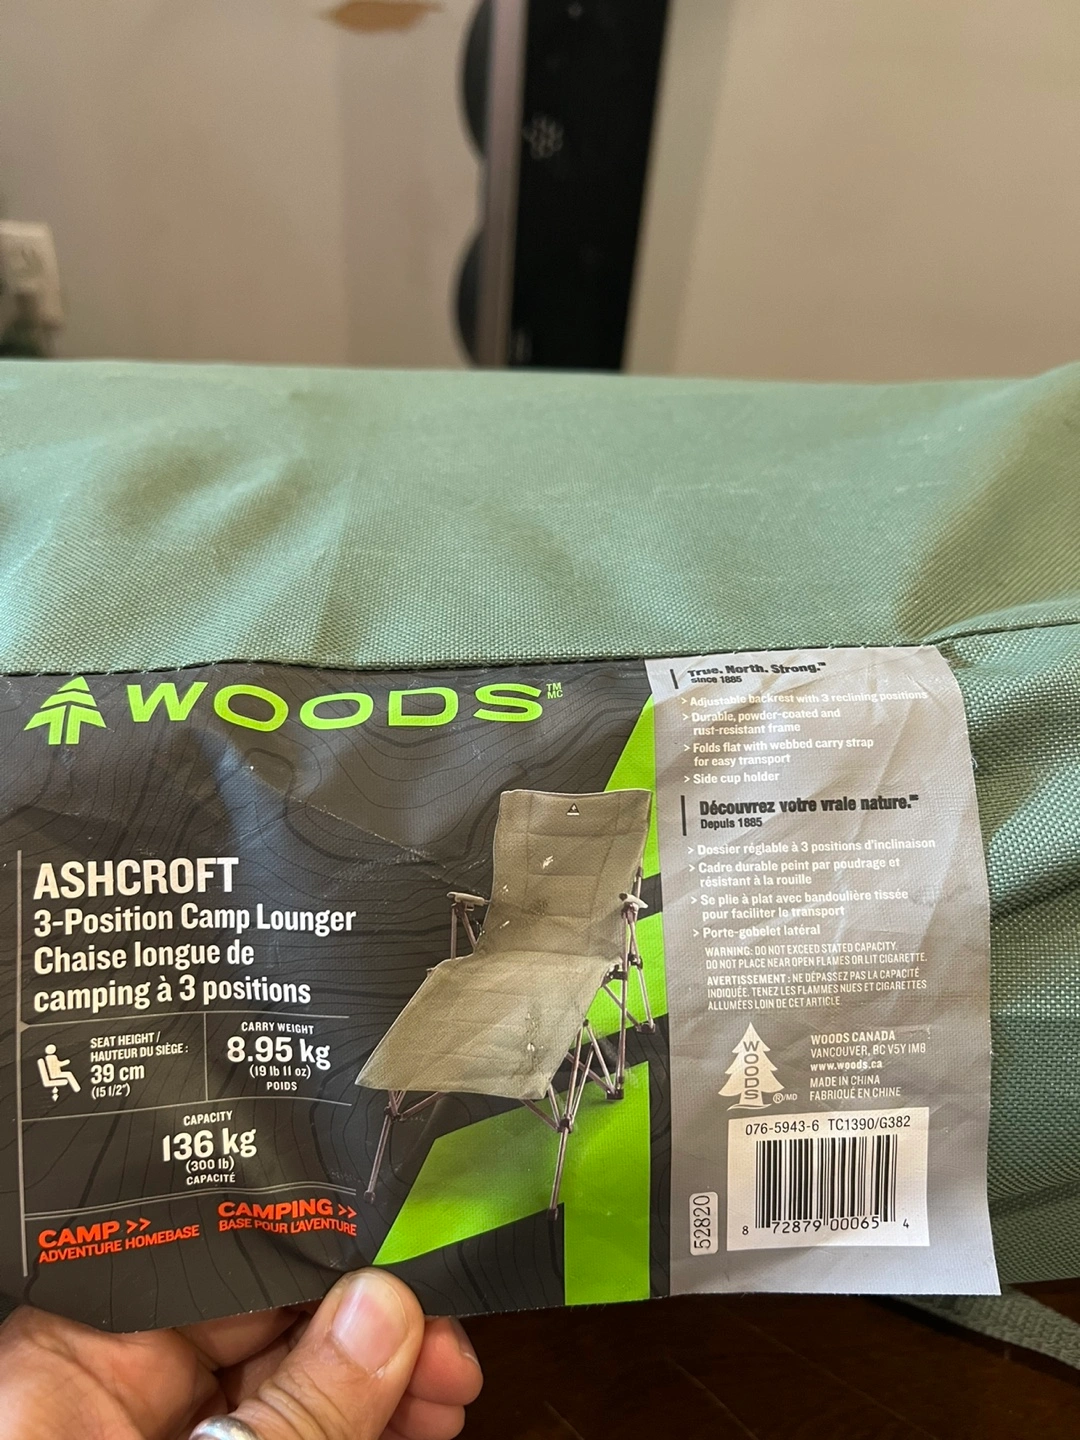 WOODS™ MC
ASHCROFT
3-Position Camp Lounger
Chaise longue de
camping à 3 positions
SEAT HEIGHT /
HAUTEUR DU SIÈGE :
39 cm
(15 1/2")
CARRY WEIGHT
8.95 kg
(19 lb 11 oz)
POIDS
CAPACITY
136 kg
(300 lb)
CAPACITÉ
CAMP >>
ADVENTURE HOMEBASE
CAMPING >>
BASE POUR L'AVENTURE
True. North. Strong.™
since 1885
> Adjustable backrest with 3 reclining positions
> Durable, powder-coated and
rust-resistant frame
> Folds flat with webbed carry strap
for easy transport
> Side cup holder
Découvrez votre vraie nature.™
Depuis 1885
> Dossier réglable à 3 positions d'inclinaison
> Cadre durable peint par poudrage et
résistant à la rouille
> Se plie à plat avec bandoulière tissée
pour faciliter le transport
> Porte-gobelet latéral
WARNING: DO NOT EXCEED STATED CAPACITY.
DO NOT PLACE NEAR OPEN FLAMES OR LIT CIGARETTE.
AVERTISSEMENT : NE DÉPASSEZ PAS LA CAPACITÉ
INDIQUÉE. TENEZ LES FLAMMES NUES ET CIGARETTES
ALLUMÉES LOIN DE CET ARTICLE
WOODS
®/MD
WOODS CANADA
VANCOUVER, BC V5Y 1M8
www.woods.ca
MADE IN CHINA
FABRIQUÉ EN CHINE
076-5943-6 TC1390/G382
52820
8 72879 00065 4